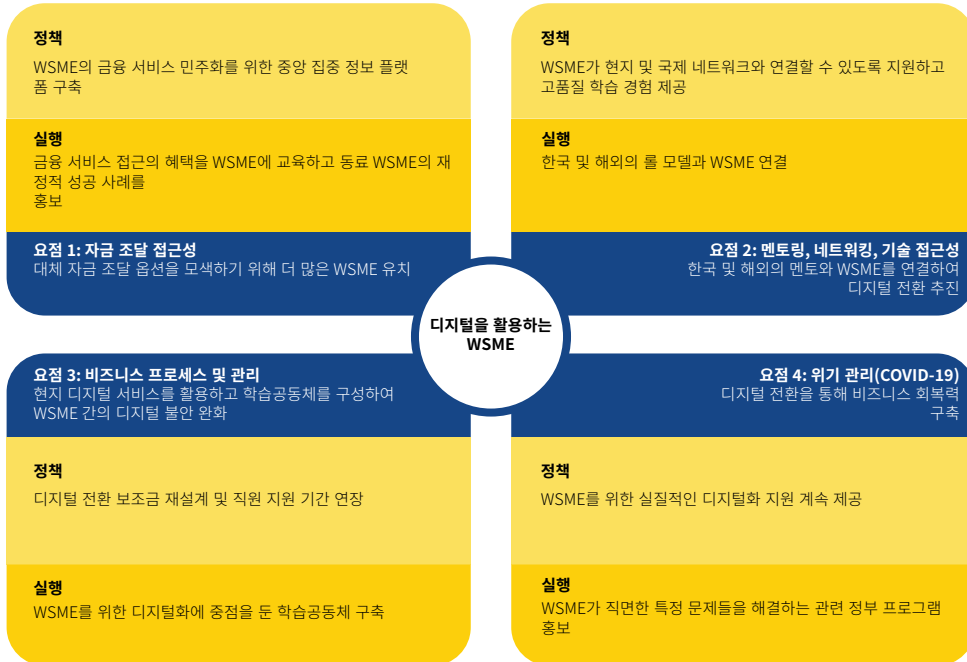 정책
WSME의 금융 서비스 민주화를 위한 중앙 집중 정보 플랫
폼 구축
실행
금융 서비스 접근의 혜택을 WSME에 교육하고 동료 WSME의 재
정적 성공 사례를
홍보
요점 1: 자금 조달 접근성
대체 자금 조달 옵션을 모색하기 위해 더 많은 WSME 유치
정책
WSME가 현지 및 국제 네트워크와 연결할 수 있도록 지원하고
고품질 학습 경험 제공
실행
한국 및 해외의 롤 모델과 WSME 연결
요점 2: 멘토링, 네트워킹, 기술 접근성
한국 및 해외의 멘토와 WSME를 연결하여
디지털 전환 추진
디지털을 활용하는
WSME
요점 3: 비즈니스 프로세스 및 관리
현지 디지털 서비스를 활용하고 학습공동체를 구성하여
WSME 간의 디지털 불안 완화
정책
디지털 전환 보조금 재설계 및 직원 지원 기간 연장
실행
WSME를 위한 디지털화에 중점을 둔 학습공동체 구축
요점 4: 위기 관리(COVID-19)
디지털 전환을 통해 비즈니스 회복력
구축
정책
WSME를 위한 실질적인 디지털화 지원 계속 제공
실행
WSME가 직면한 특정 문제들을 해결하는 관련 정부 프로그램
홍보